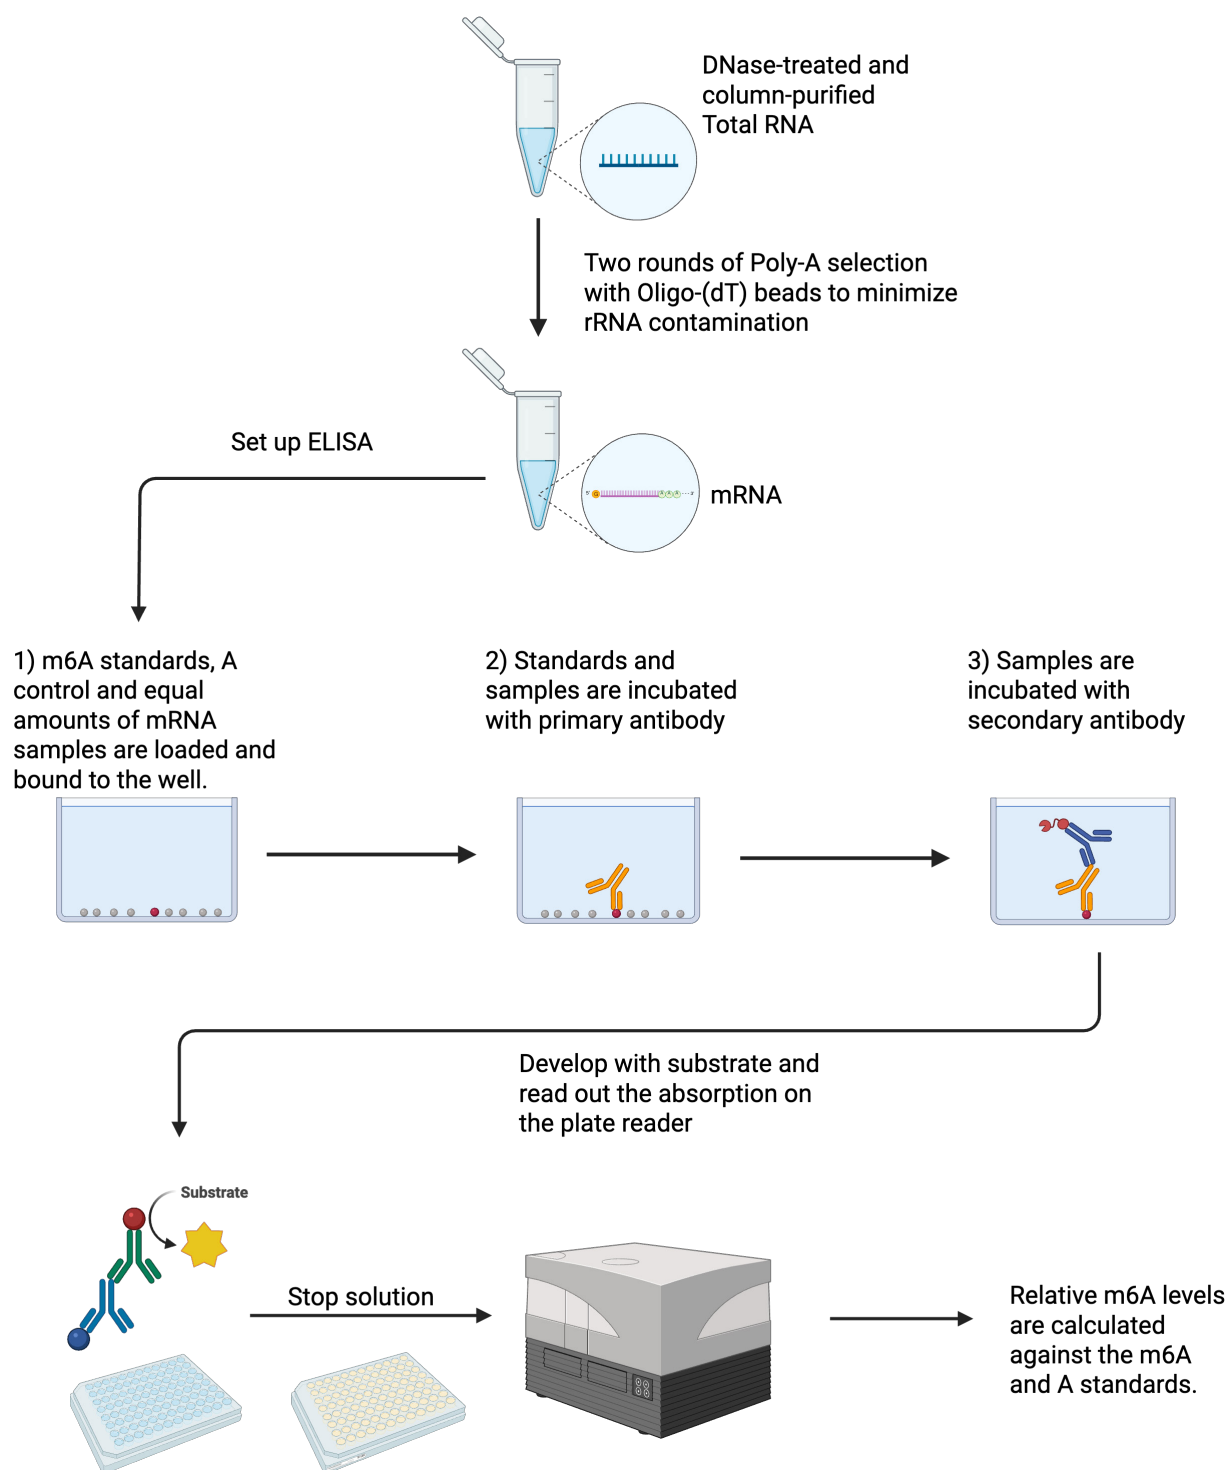 DNase-treated and
column-purified
Total RNA
Two rounds of Poly-A selection
with Oligo-(dT) beads to minimize
rRNA contamination
Set up ELISA
5' G A A A 3'
mRNA
1) m6A standards, A
control and equal
amounts of mRNA
samples are loaded and
bound to the well.
2) Standards and
samples are incubated
with primary antibody
3) Samples are
incubated with
secondary antibody
Develop with substrate and
read out the absorption on
the plate reader
Substrate
Stop solution
Relative m6A levels
are calculated
against the m6A
and A standards.